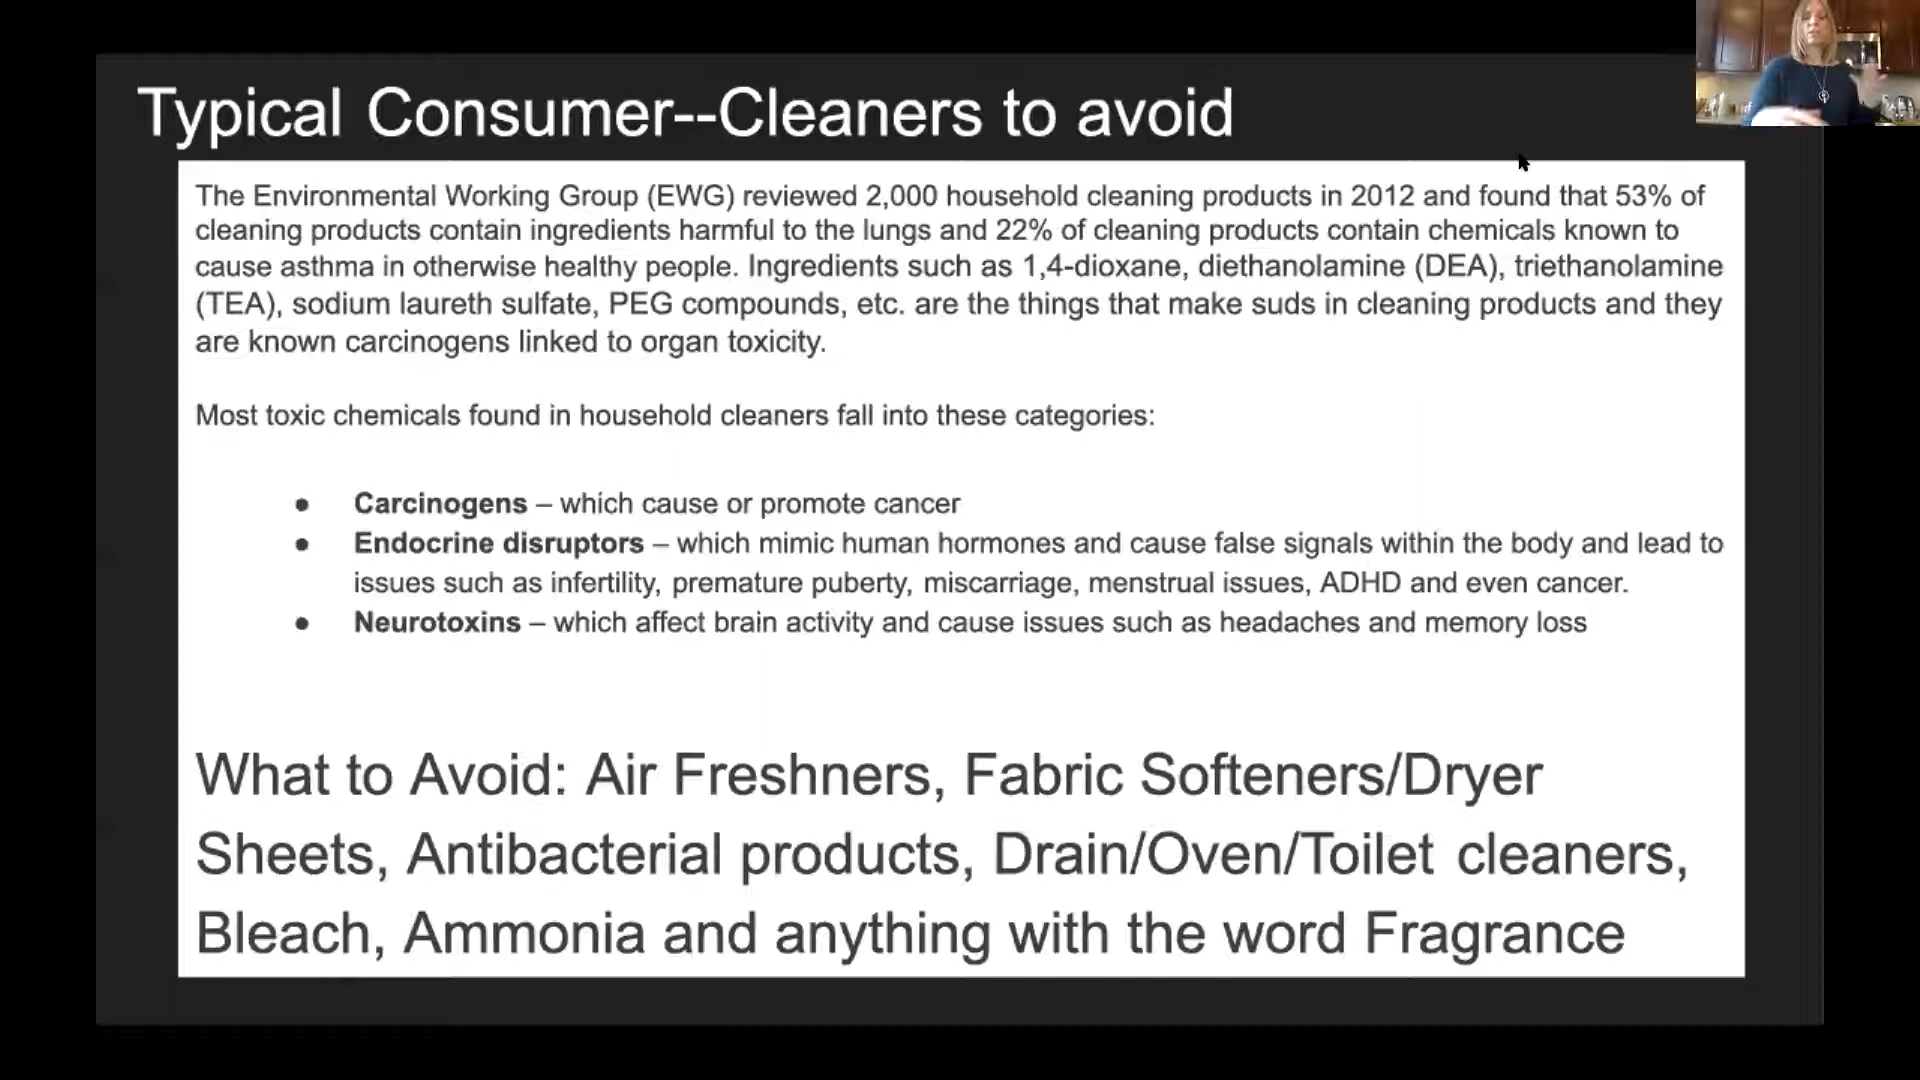 Typical Consumer--Cleaners to avoid
The Environmental Working Group (EWG) reviewed 2,000 household cleaning products in 2012 and found that 53% of
cleaning products contain ingredients harmful to the lungs and 22% of cleaning products contain chemicals known to
cause asthma in otherwise healthy people. Ingredients such as 1,4-dioxane, diethanolamine (DEA), triethanolamine
(TEA), sodium laureth sulfate, PEG compounds, etc. are the things that make suds in cleaning products and they
are known carcinogens linked to organ toxicity.
Most toxic chemicals found in household cleaners fall into these categories:
● Carcinogens – which cause or promote cancer
● Endocrine disruptors – which mimic human hormones and cause false signals within the body and lead to
issues such as infertility, premature puberty, miscarriage, menstrual issues, ADHD and even cancer.
● Neurotoxins – which affect brain activity and cause issues such as headaches and memory loss
What to Avoid: Air Freshners, Fabric Softeners/Dryer
Sheets, Antibacterial products, Drain/Oven/Toilet cleaners,
Bleach, Ammonia and anything with the word Fragrance